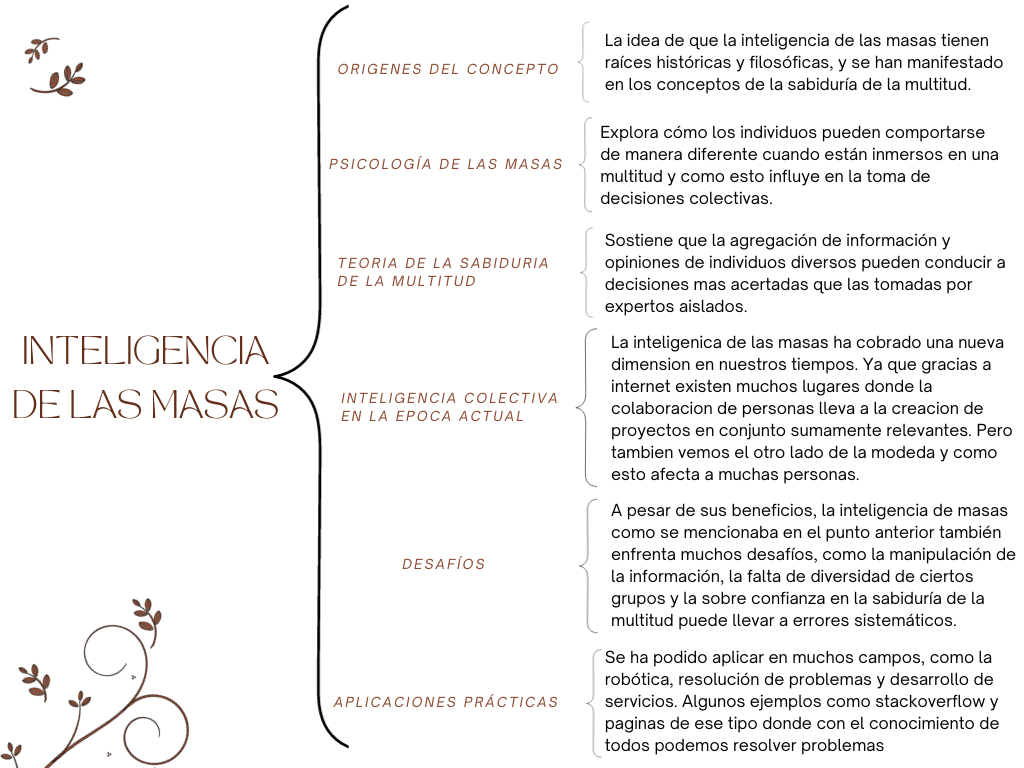 INTELIGENCIA
DE LAS MASAS
ORIGENES DEL CONCEPTO
La idea de que la inteligencia de las masas tienen
raíces históricas y filosóficas, y se han manifestado
en los conceptos de la sabiduría de la multitud.
PSICOLOGÍA DE LAS MASAS
Explora cómo los individuos pueden comportarse
de manera diferente cuando están inmersos en una
multitud y como esto influye en la toma de
decisiones colectivas.
TEORIA DE LA SABIDURIA
DE LA MULTITUD
Sostiene que la agregación de información y
opiniones de individuos diversos pueden conducir a
decisiones mas acertadas que las tomadas por
expertos aislados.
INTELIGENCIA COLECTIVA
EN LA EPOCA ACTUAL
La inteligenica de las masas ha cobrado una nueva
dimension en nuestros tiempos. Ya que gracias a
internet existen muchos lugares donde la
colaboracion de personas lleva a la creacion de
proyectos en conjunto sumamente relevantes. Pero
tambien vemos el otro lado de la modeda y como
esto afecta a muchas personas.
DESAFÍOS
A pesar de sus beneficios, la inteligencia de masas
como se mencionaba en el punto anterior también
enfrenta muchos desafíos, como la manipulación de
la información, la falta de diversidad de ciertos
grupos y la sobre confianza en la sabiduría de la
multitud puede llevar a errores sistemáticos.
APLICACIONES PRÁCTICAS
Se ha podido aplicar en muchos campos, como la
robótica, resolución de problemas y desarrollo de
servicios. Algunos ejemplos como stackoverflow y
paginas de ese tipo donde con el conocimiento de
todos podemos resolver problemas